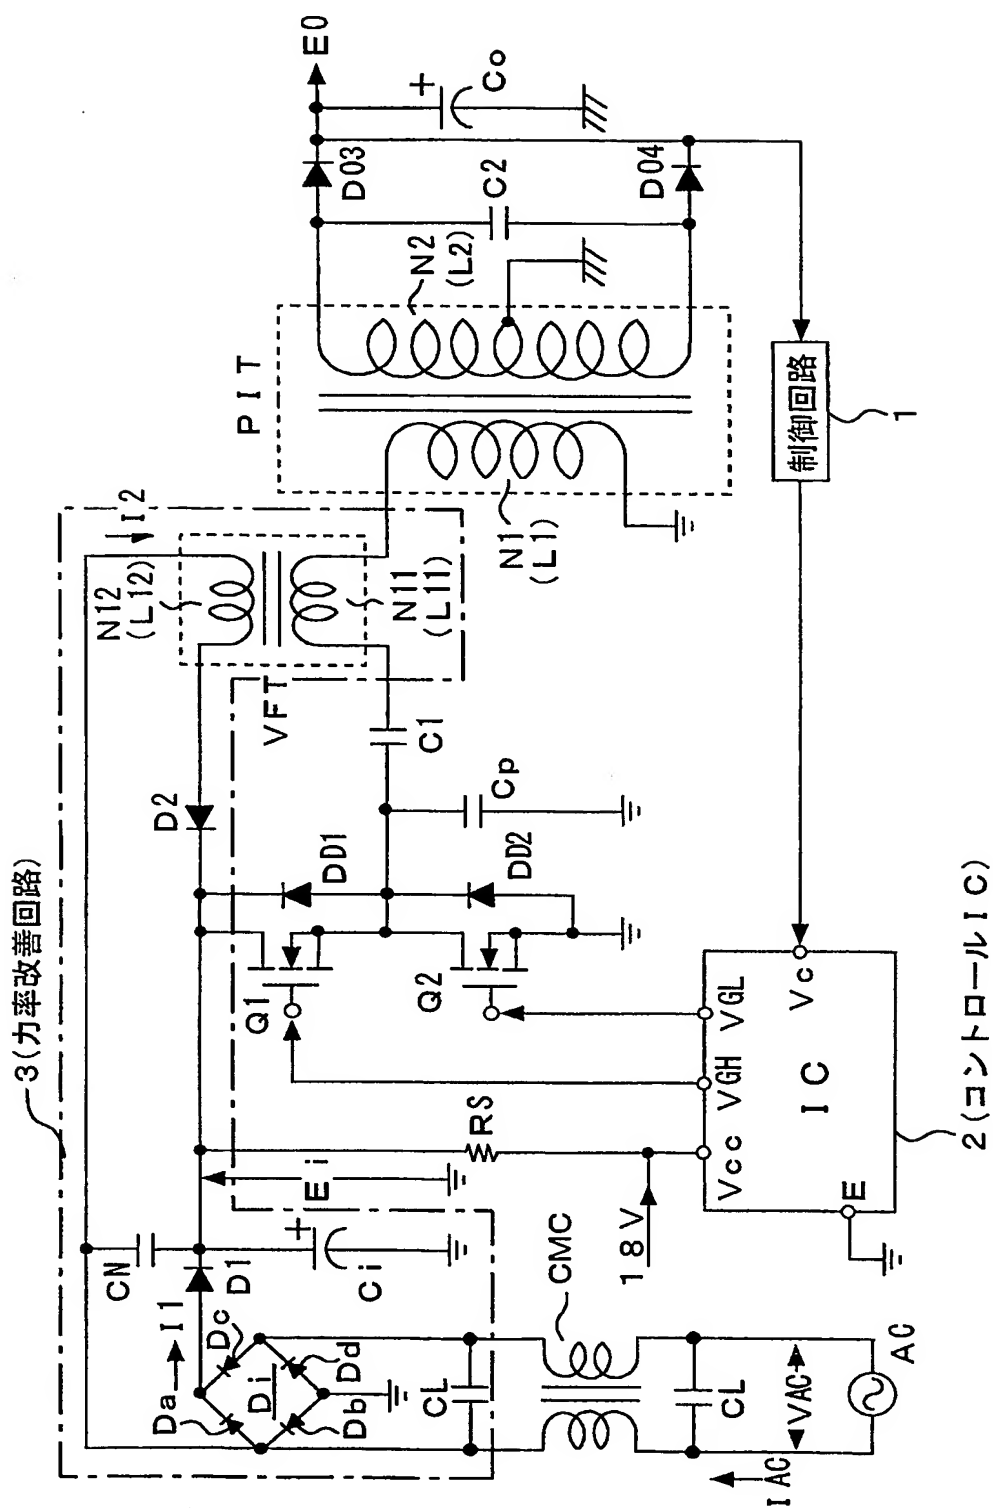 3(力率改善回路)
I2
N12
(L12)
N11
(L11)
VFT
D2
CN
I1
D1
Da
Dc
Di
Db
Dd
+
Ci
Ei
RS
18V
Q1
DD1
Q2
DD2
Cp
C1
PIT
N1
(L1)
N2
(L2)
C2
D03
D04
+
Co
E0
制御回路
1
CL
CMC
CL
VAC
IAC
AC
Vcc
VGH
VGL
Vc
IC
E
2(コントロールIC)